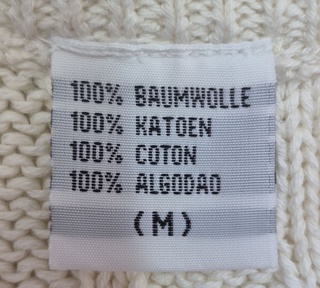 100% BAUMWOLLE
100% KATOEN
100% COTON
100% ALGODAO
(M)